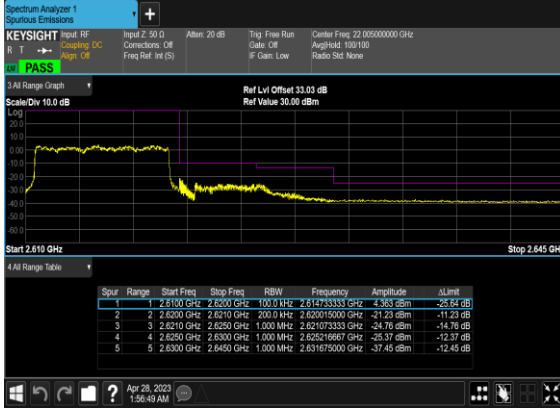 Spectrum Analyzer 1
Spurious Emissions
KEYSIGHT Input: RF Input Z: 50 Ω Atten: 20 dB Trig: Free Run Center Freq: 22.005000000 GHz
R T Coupling: DC Corrections: Off Gate: Off Avg|Hold: 100/100
Align: Off Freq Ref: Int (S) IF Gain: Low Radio Std: None
PASS
3 All Range Graph
Ref Lvl Offset 33.03 dB
Scale/Div 10.0 dB Ref Value 30.00 dBm
Log
20.0
10.0
0.00
-10.0
-20.0
-30.0
-40.0
-50.0
-60.0
Start 2.610 GHz Stop 2.645 GH
4 All Range Table
Spur Range Start Freq Stop Freq RBW Frequency Amplitude ΔLimit
1 1 2.6100 GHz 2.6200 GHz 100.0 kHz 2.614733333 GHz 4.363 dBm -25.64 dB
2 2 2.6200 GHz 2.6210 GHz 200.0 kHz 2.620015000 GHz -21.23 dBm -11.23 dB
3 3 2.6210 GHz 2.6250 GHz 1.000 MHz 2.621073333 GHz -24.76 dBm -14.76 dB
4 4 2.6250 GHz 2.6300 GHz 1.000 MHz 2.625216667 GHz -25.37 dBm -12.37 dB
5 5 2.6300 GHz 2.6450 GHz 1.000 MHz 2.631675000 GHz -37.45 dBm -12.45 dB
Apr 28, 2023
1:56:49 AM